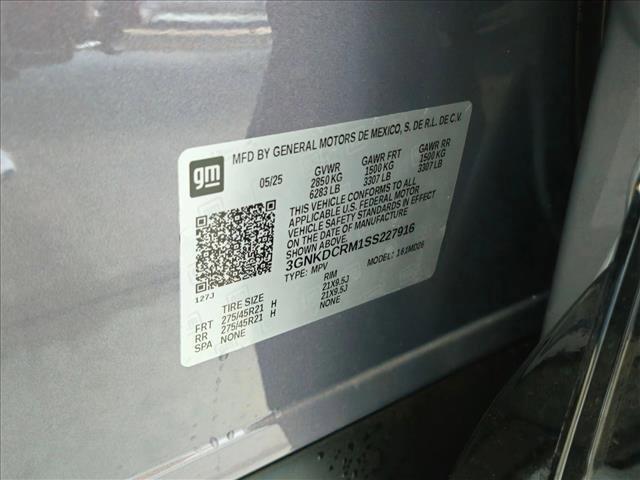 gm
MFD BY GENERAL MOTORS DE MEXICO, S. DE R.L. DE C.V.
05/25 GVWR GAWR FRT GAWR RR
2850 KG 1500 KG 1500 KG
6283 LB 3307 LB 3307 LB
THIS VEHICLE CONFORMS TO ALL
APPLICABLE U.S. FEDERAL MOTOR
VEHICLE SAFETY STANDARDS IN EFFECT
ON THE DATE OF MANUFACTURE
SHOWN ABOVE.
3GNKDCRM1SS227916
TYPE: MPV MODEL: 161MD26
127J
TIRE SIZE RIM
FRT 275/45R21 H 21X9.5J
RR 275/45R21 H 21X9.5J
SPA NONE NONE